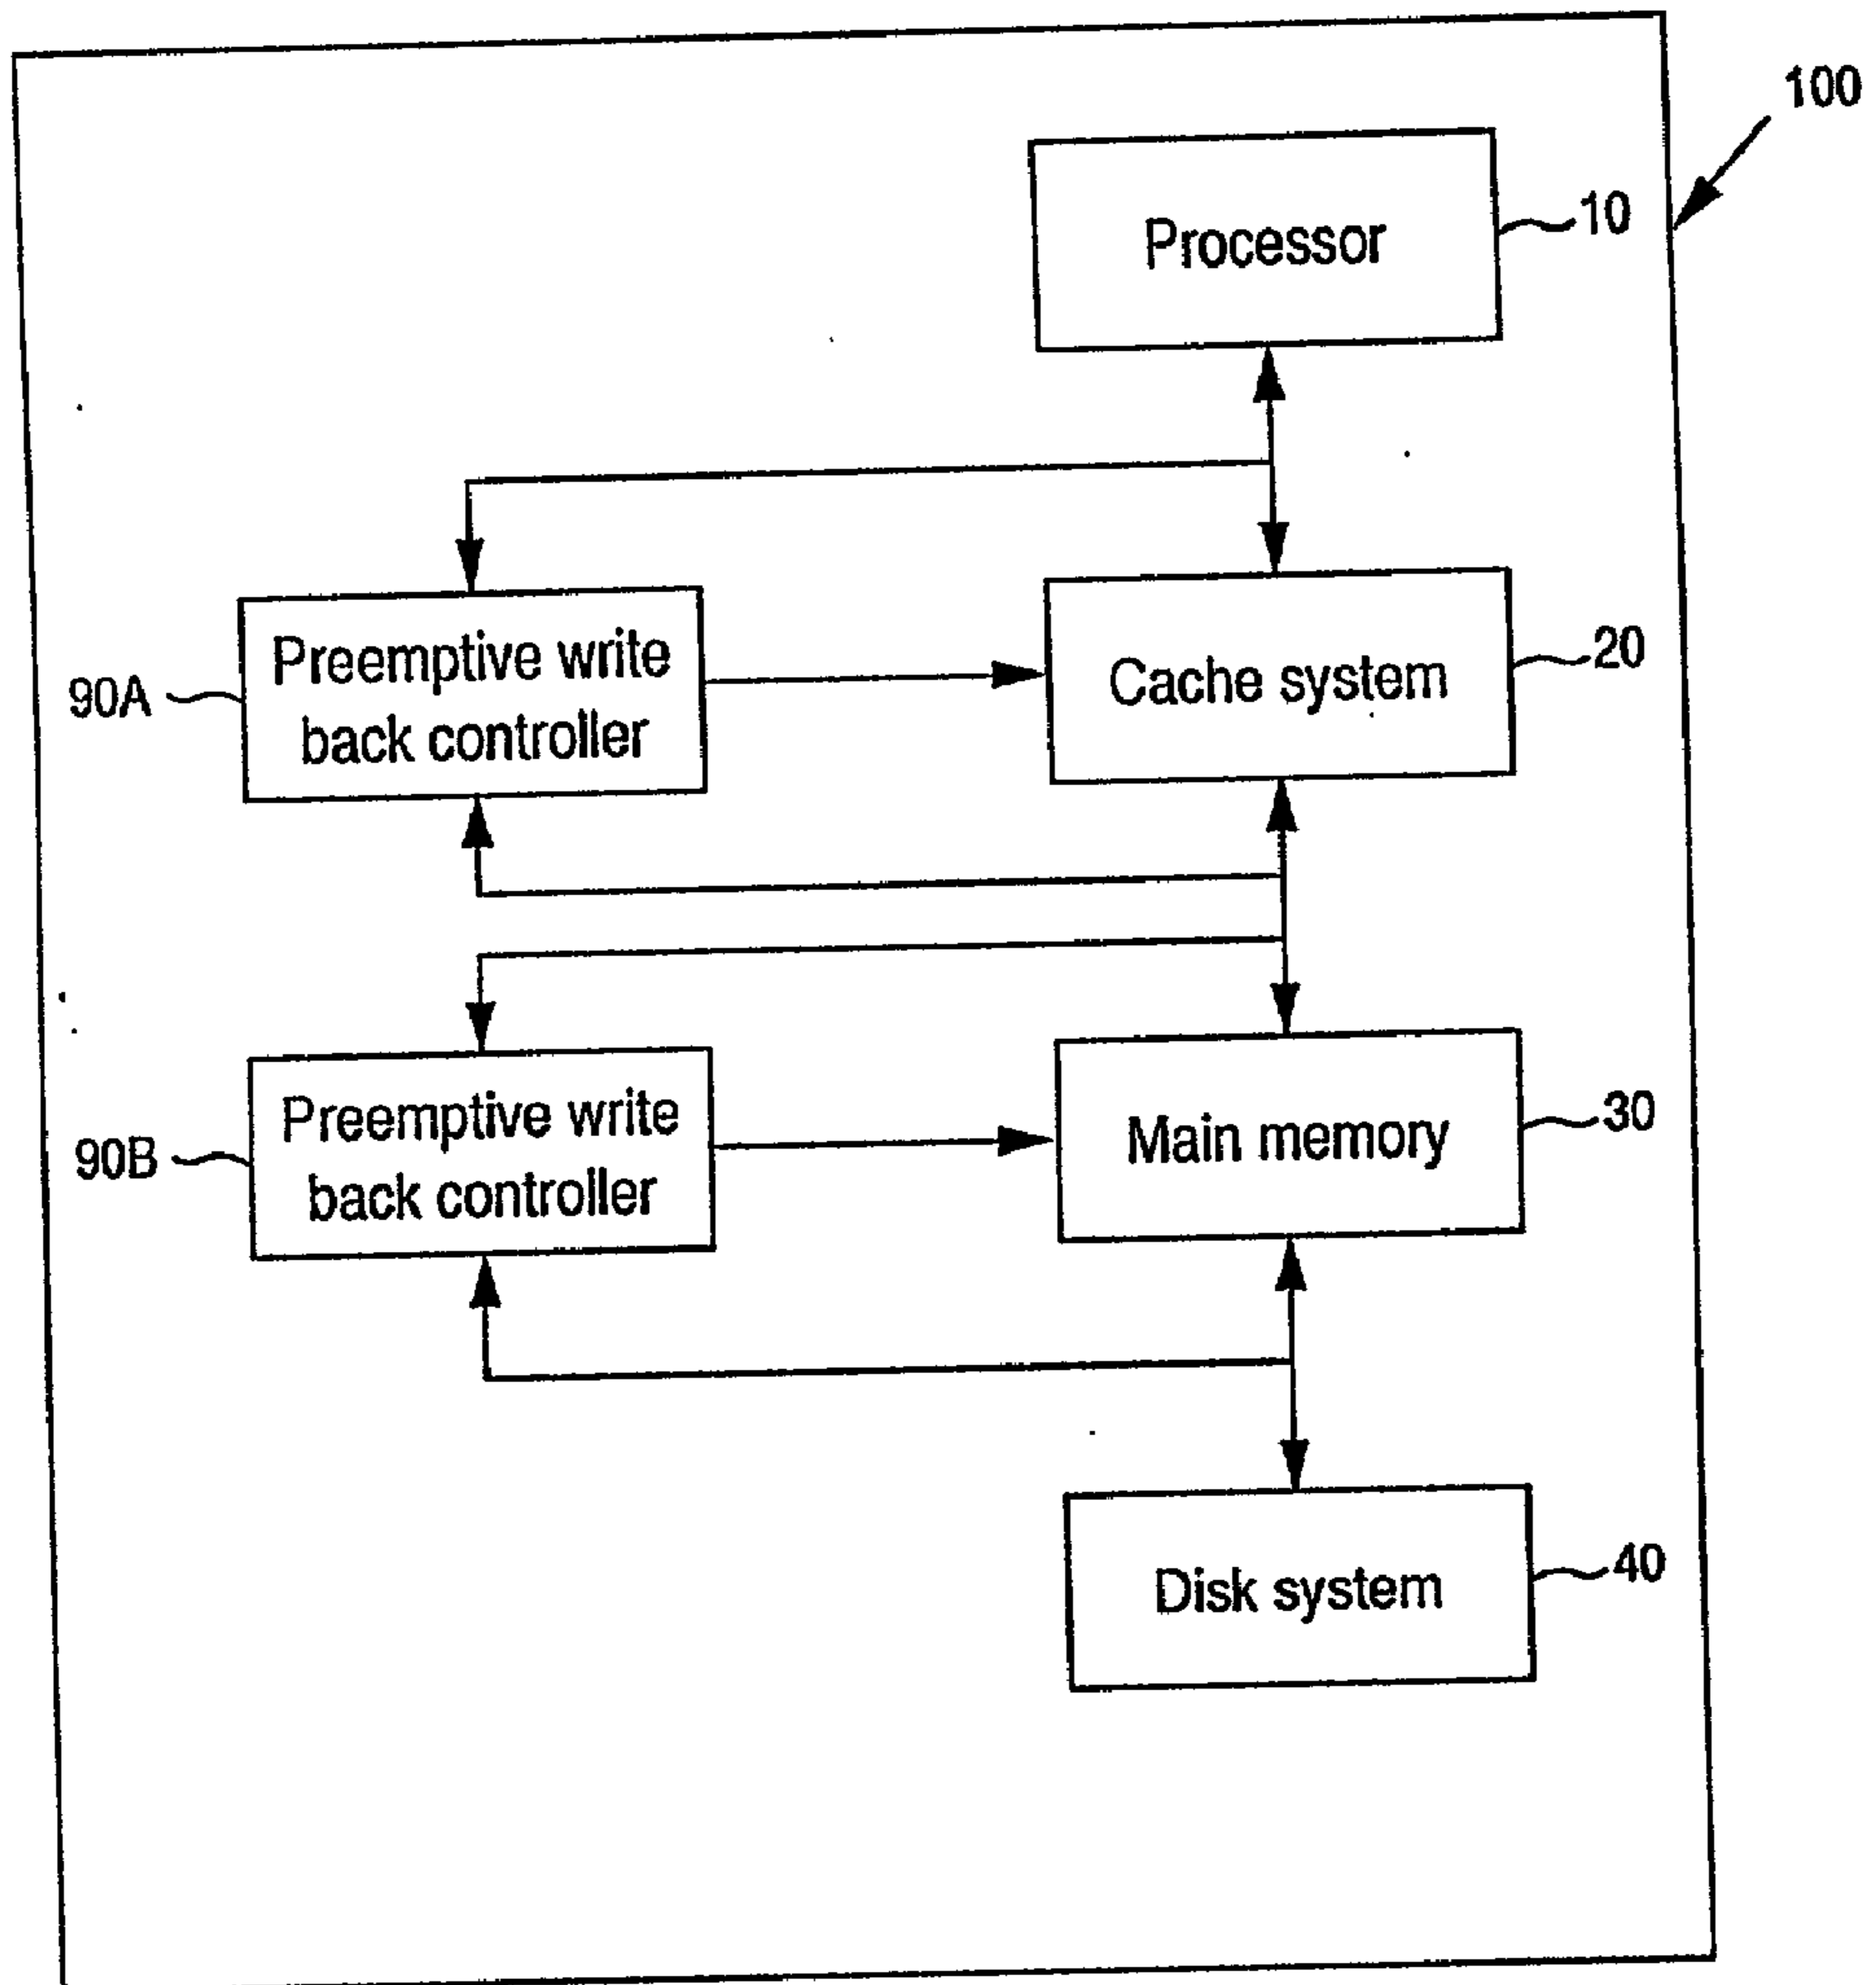 100
Processor
10
Preemptive write
back controller
90A
Cache system
20
Preemptive write
back controller
90B
Main memory
30
Disk system
40